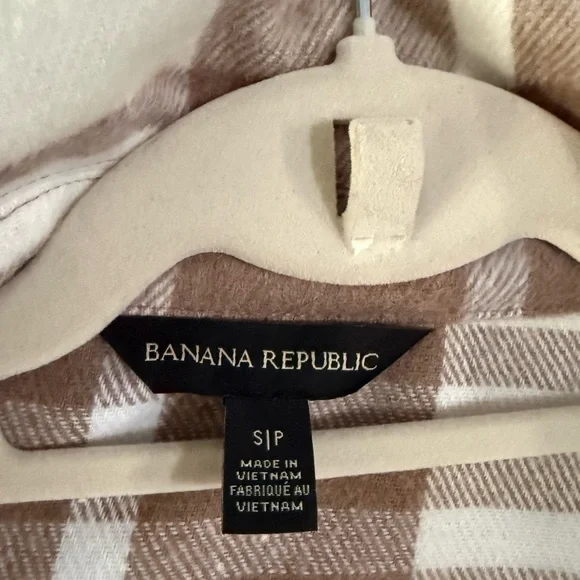 BANANA REPUBLIC
S|P
MADE IN
VIETNAM
FABRIQUÉ AU
VIETNAM